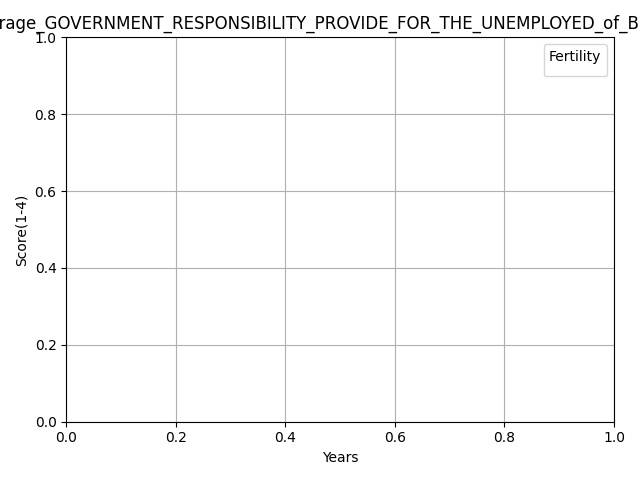 rage_GOVERNMENT_RESPONSIBILITY_PROVIDE_FOR_THE_UNEMPLOYED_of_B
Fertility
Score(1-4)
1.0
0.8
0.6
0.4
0.2
0.0
0.0 0.2 0.4 0.6 0.8 1.0
Years